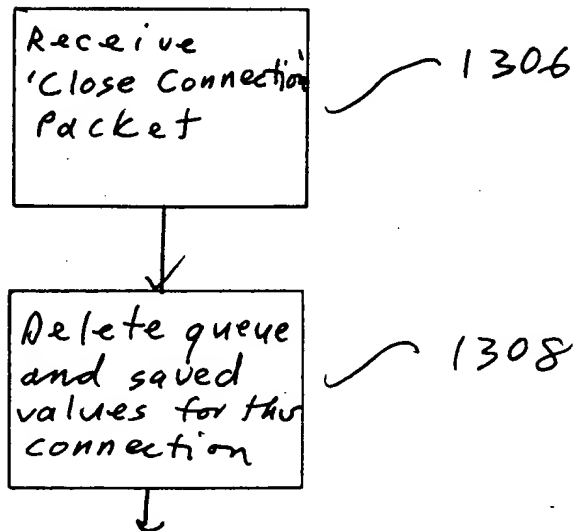 Receive
'Close Connection'
Packet
1306
Delete queue
and saved
values for this
connection
1308